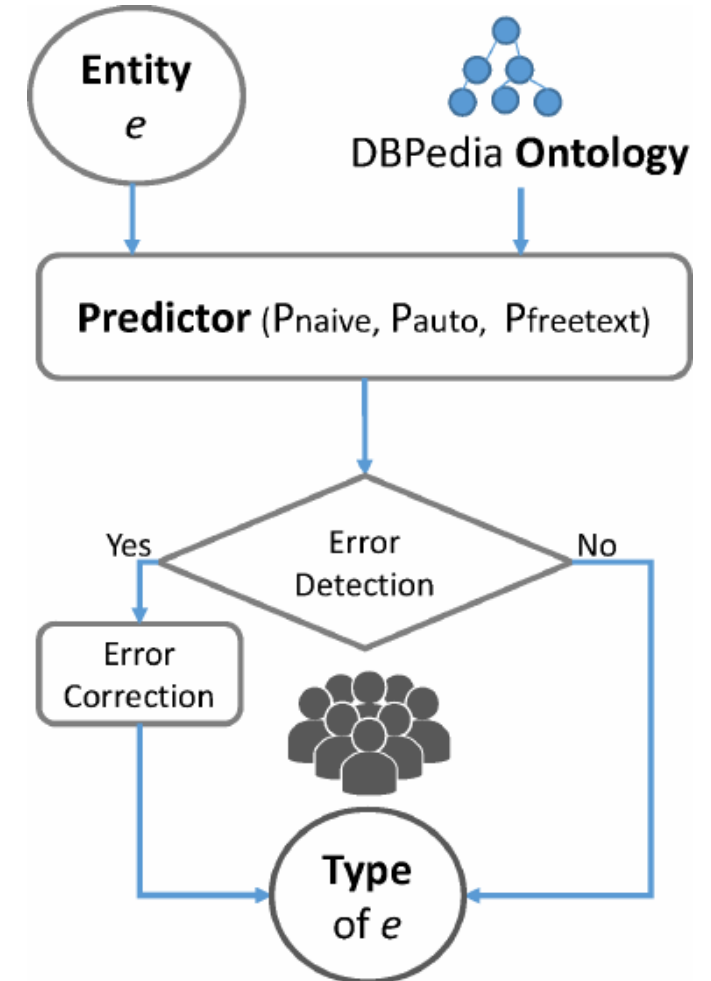 Entity
e
DBPedia Ontology
Predictor (Pnaive, Pauto, Pfreetext)
Yes
No
Error
Detection
Error
Correction
Type
of e